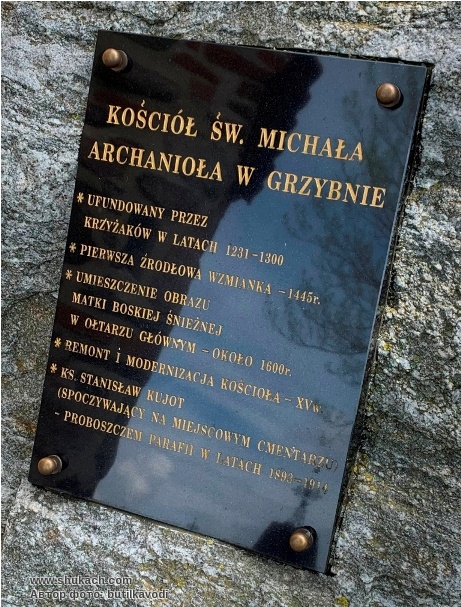 KOŚCIÓŁ ŚW. MICHAŁA
ARCHANIOŁA W GRZYBNIE
* UFUNDOWANY PRZEZ
KRZYŻAKÓW W LATACH 1231-1300
* PIERWSZA ŹRODŁOWA WZMIANKA -1445r.
* UMIESZCZENIE OBRAZU
MATKI BOSKIEJ ŚNIEŻNEJ
W OŁTARZU GŁÓWNYM - OKOŁO 1600r.
* REMONT I MODERNIZACJA KOŚCIOŁA - XVw.
* KS. STANISŁAW KUJOT
(SPOCZYWAJĄCY NA MIEJSCOWYM CMENTARZU)
- PROBOSZCZEM PARAFII W LATACH 1893-1914
www.shukach.com
Автор фото: butilkavodi